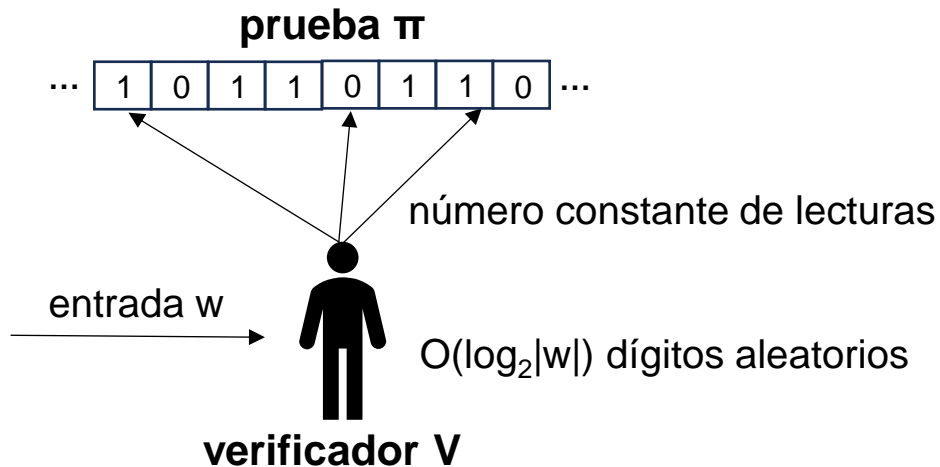 prueba π
... 1 0 1 1 0 1 1 0 ...
número constante de lecturas
entrada w
O(log₂|w|) dígitos aleatorios
verificador V